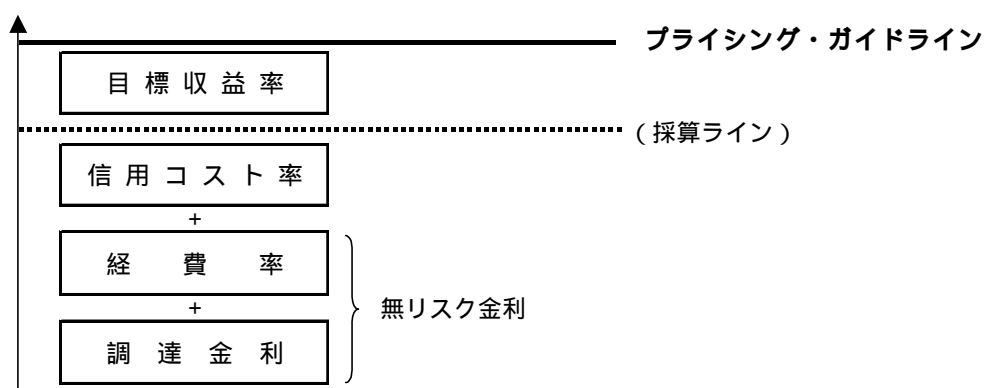 プライシング・ガイドライン
目標収益率
(採算ライン)
信用コスト率
+
経費率
+
無リスク金利
調達金利